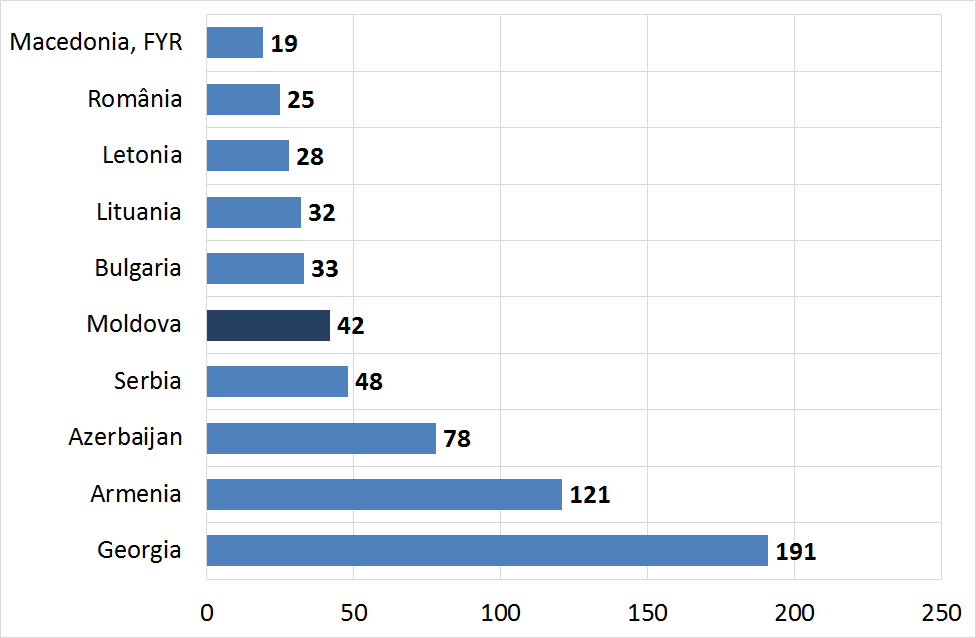 Macedonia, FYR 19
România 25
Letonia 28
Lituania 32
Bulgaria 33
Moldova 42
Serbia 48
Azerbaijan 78
Armenia 121
Georgia 191
0 50 100 150 200 250